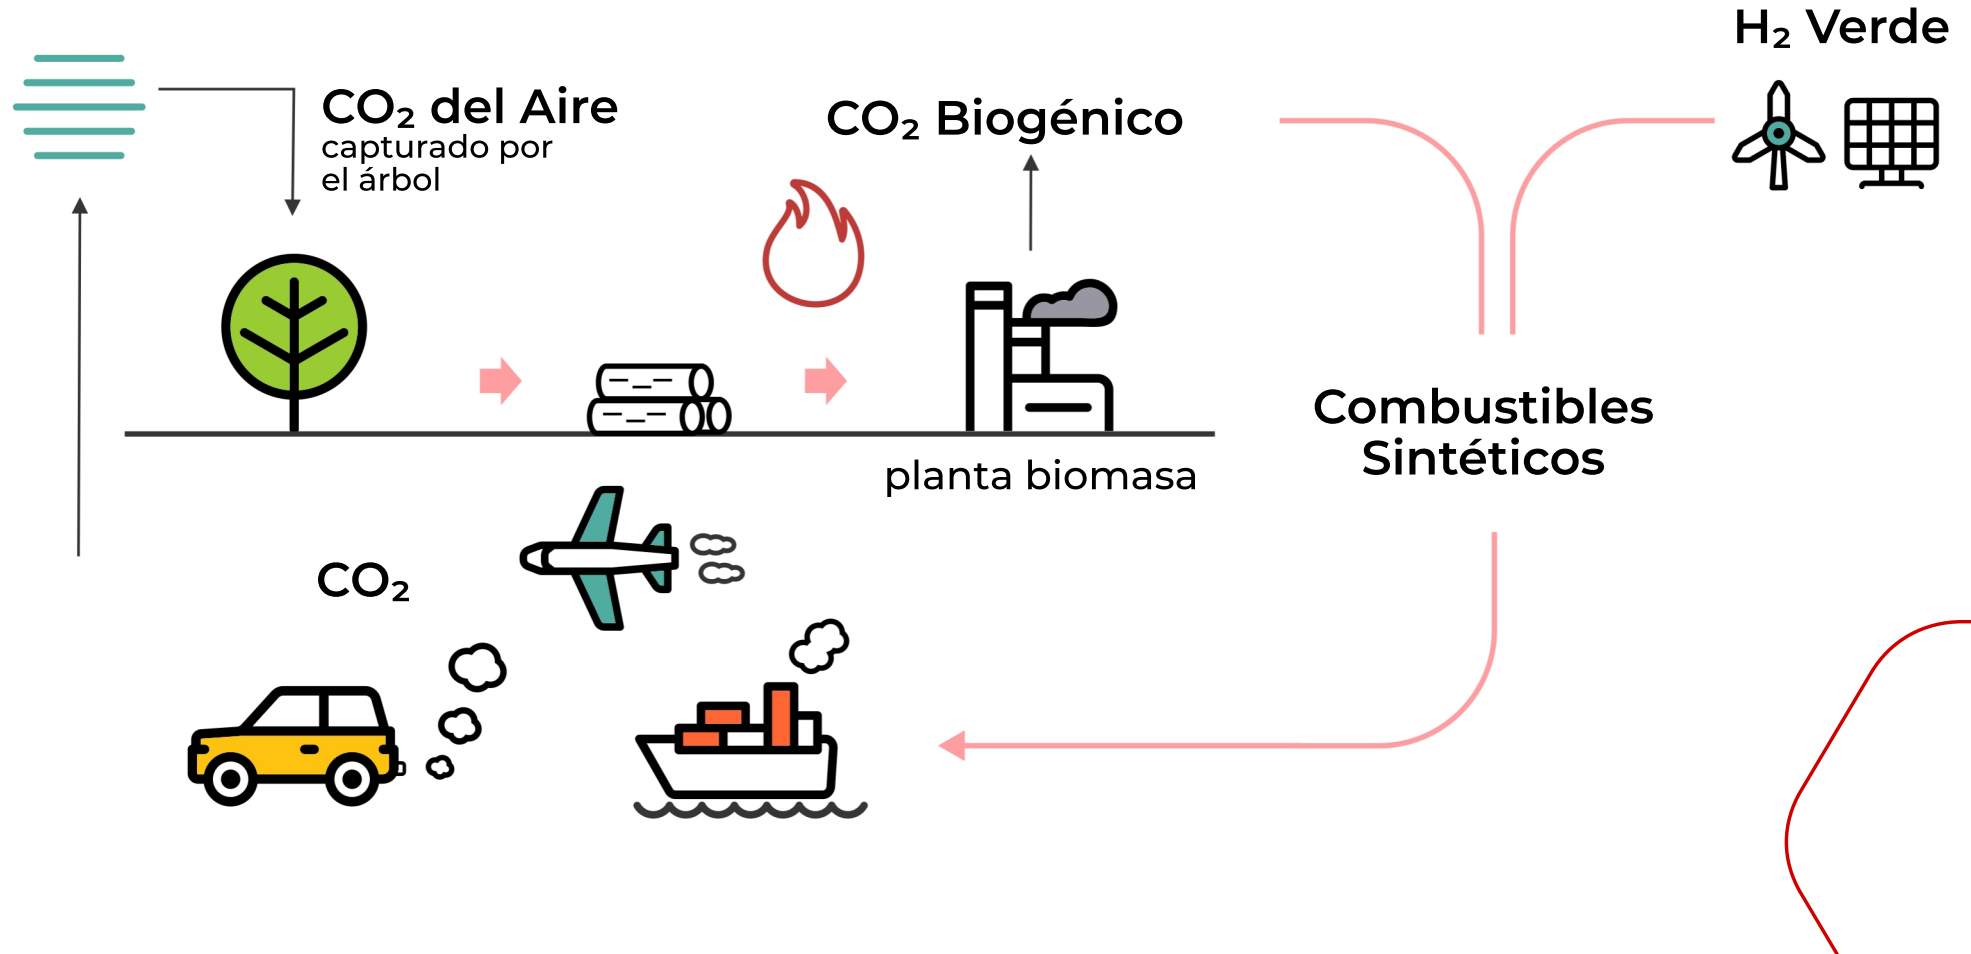 H₂ Verde
CO₂ del Aire
capturado por
el árbol
CO₂ Biogénico
Combustibles
Sintéticos
planta biomasa
CO₂